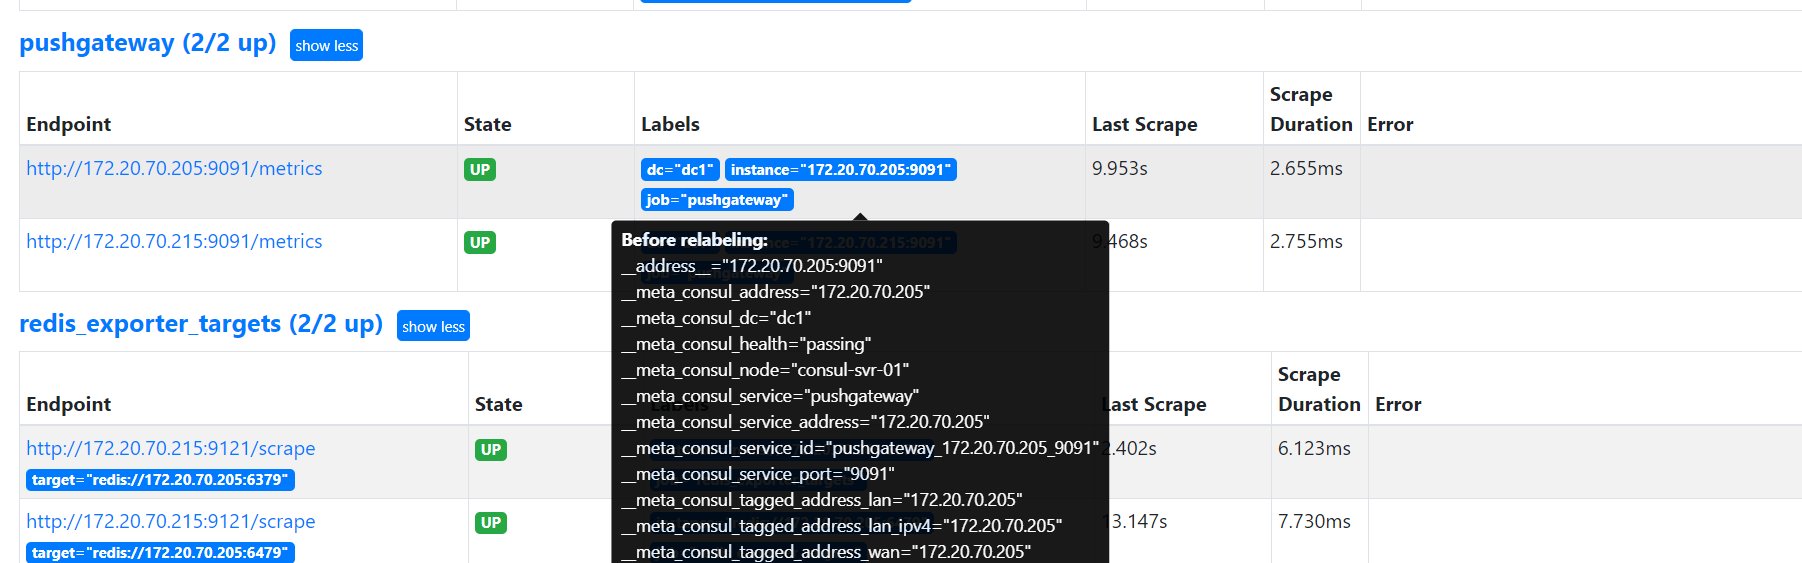 pushgateway (2/2 up) show less
Endpoint State Labels Last Scrape Scrape Duration Error
http://172.20.70.205:9091/metrics UP dc="dc1" instance="172.20.70.205:9091" 9.953s 2.655ms
job="pushgateway"
http://172.20.70.215:9091/metrics UP 9.468s 2.755ms
Before relabeling:
__address__="172.20.70.205:9091"
__meta_consul_address="172.20.70.205"
__meta_consul_dc="dc1"
__meta_consul_health="passing"
__meta_consul_node="consul-svr-01"
__meta_consul_service="pushgateway"
__meta_consul_service_address="172.20.70.205"
__meta_consul_service_id="pushgateway_172.20.70.205_9091"
__meta_consul_service_port="9091"
__meta_consul_tagged_address_lan="172.20.70.205"
__meta_consul_tagged_address_lan_ipv4="172.20.70.205"
__meta_consul_tagged_address_wan="172.20.70.205"
redis_exporter_targets (2/2 up) show less
Endpoint State Labels Last Scrape Scrape Duration Error
http://172.20.70.215:9121/scrape UP 2.402s 6.123ms
target="redis://172.20.70.205:6379"
http://172.20.70.215:9121/scrape UP 13.147s 7.730ms
target="redis://172.20.70.205:6479"